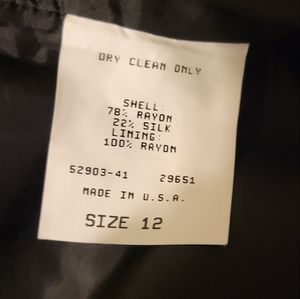 DRY CLEAN ONLY
SHELL:
78% RAYON
22% SILK
LINING:
100% RAYON
52903-41 29651
MADE IN U.S.A.
SIZE 12